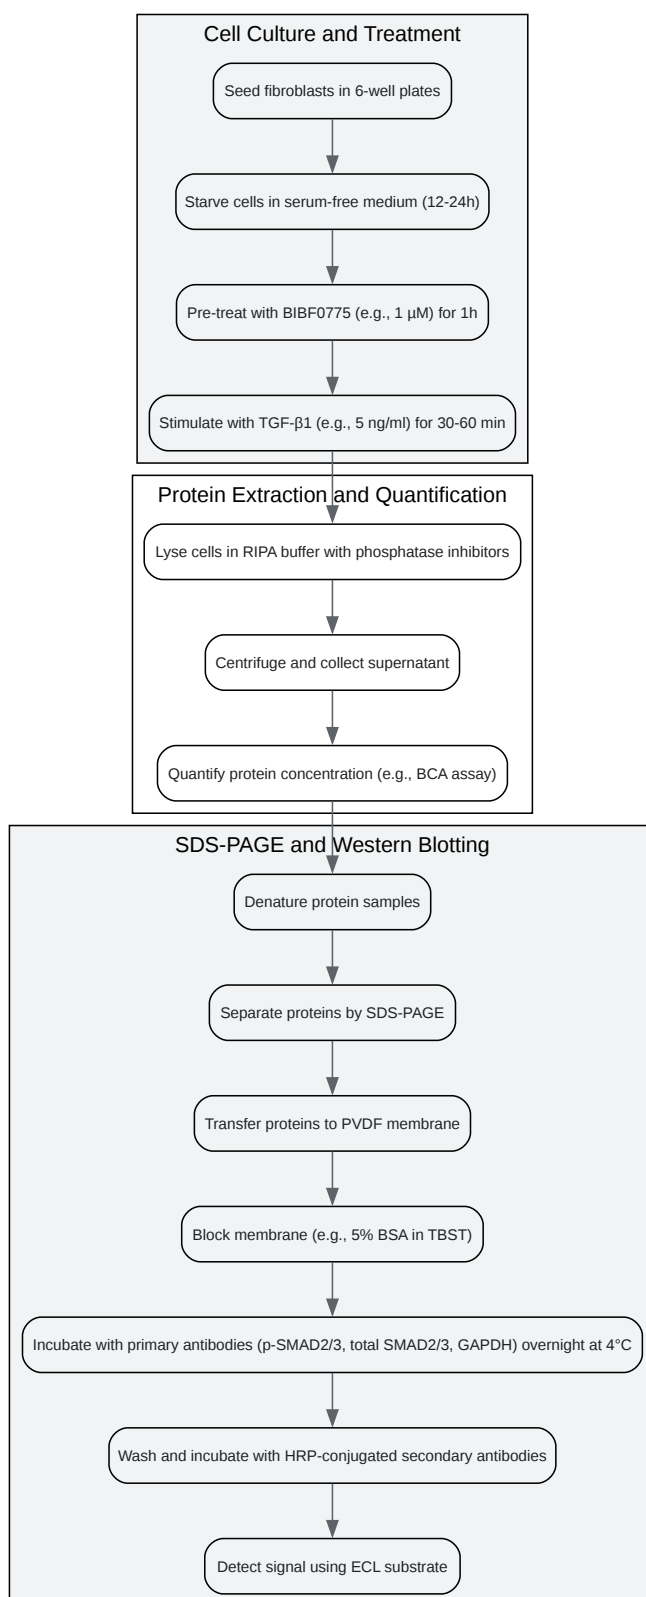 Cell Culture and Treatment
Seed fibroblasts in 6-well plates
Starve cells in serum-free medium (12-24h)
Pre-treat with BIBF0775 (e.g., 1 µM) for 1h
Stimulate with TGF-β1 (e.g., 5 ng/ml) for 30-60 min
Protein Extraction and Quantification
Lyse cells in RIPA buffer with phosphatase inhibitors
Centrifuge and collect supernatant
Quantify protein concentration (e.g., BCA assay)
SDS-PAGE and Western Blotting
Denature protein samples
Separate proteins by SDS-PAGE
Transfer proteins to PVDF membrane
Block membrane (e.g., 5% BSA in TBST)
Incubate with primary antibodies (p-SMAD2/3, total SMAD2/3, GAPDH) overnight at 4°C
Wash and incubate with HRP-conjugated secondary antibodies
Detect signal using ECL substrate